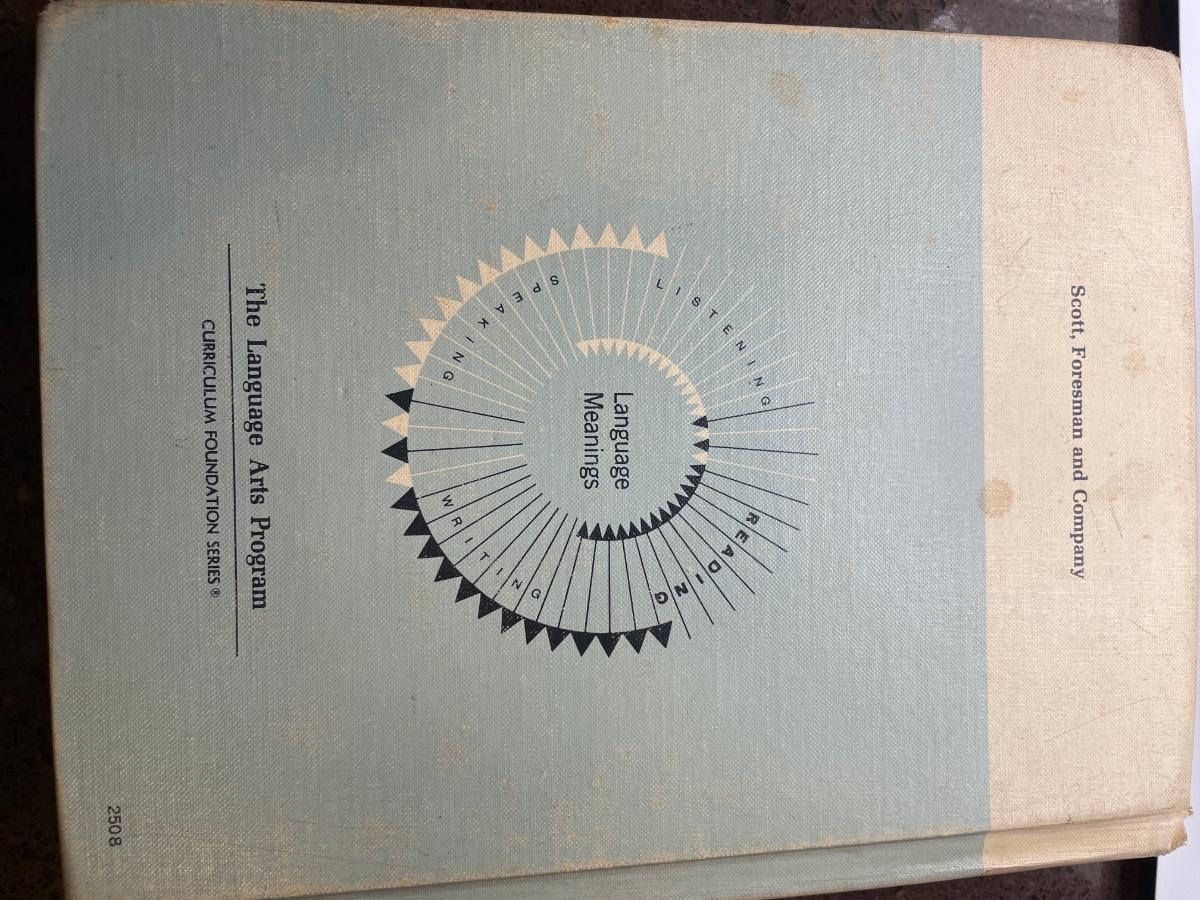 Scott, Foresman and Company
LISTENING
READING
Language
Meanings
SPEAKING
WRITING
The Language Arts Program
CURRICULUM FOUNDATION SERIES®
2508